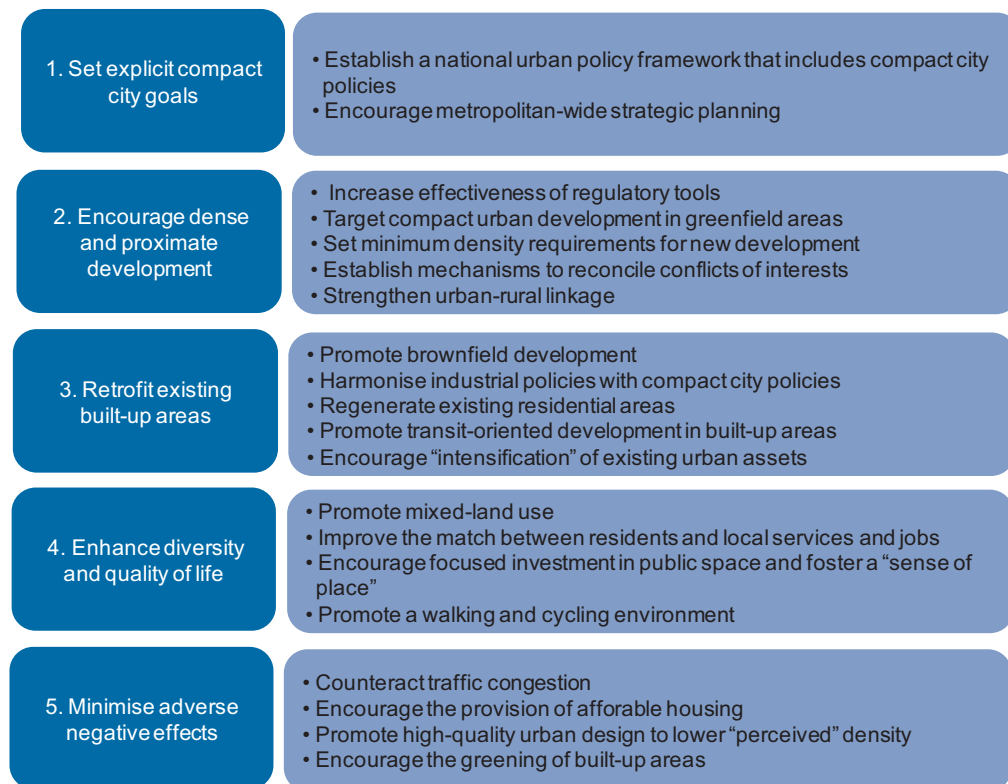 1. Set explicit compact
city goals
• Establish a national urban policy framework that includes compact city
policies
• Encourage metropolitan-wide strategic planning
2. Encourage dense
and proximate
development
• Increase effectiveness of regulatory tools
• Target compact urban development in greenfield areas
• Set minimum density requirements for new development
• Establish mechanisms to reconcile conflicts of interests
• Strengthen urban-rural linkage
3. Retrofit existing
built-up areas
• Promote brownfield development
• Harmonise industrial policies with compact city policies
• Regenerate existing residential areas
• Promote transit-oriented development in built-up areas
• Encourage “intensification” of existing urban assets
4. Enhance diversity
and quality of life
• Promote mixed-land use
• Improve the match between residents and local services and jobs
• Encourage focused investment in public space and foster a “sense of
place”
• Promote a walking and cycling environment
5. Minimise adverse
negative effects
• Counteract traffic congestion
• Encourage the provision of afforable housing
• Promote high-quality urban design to lower “perceived” density
• Encourage the greening of built-up areas